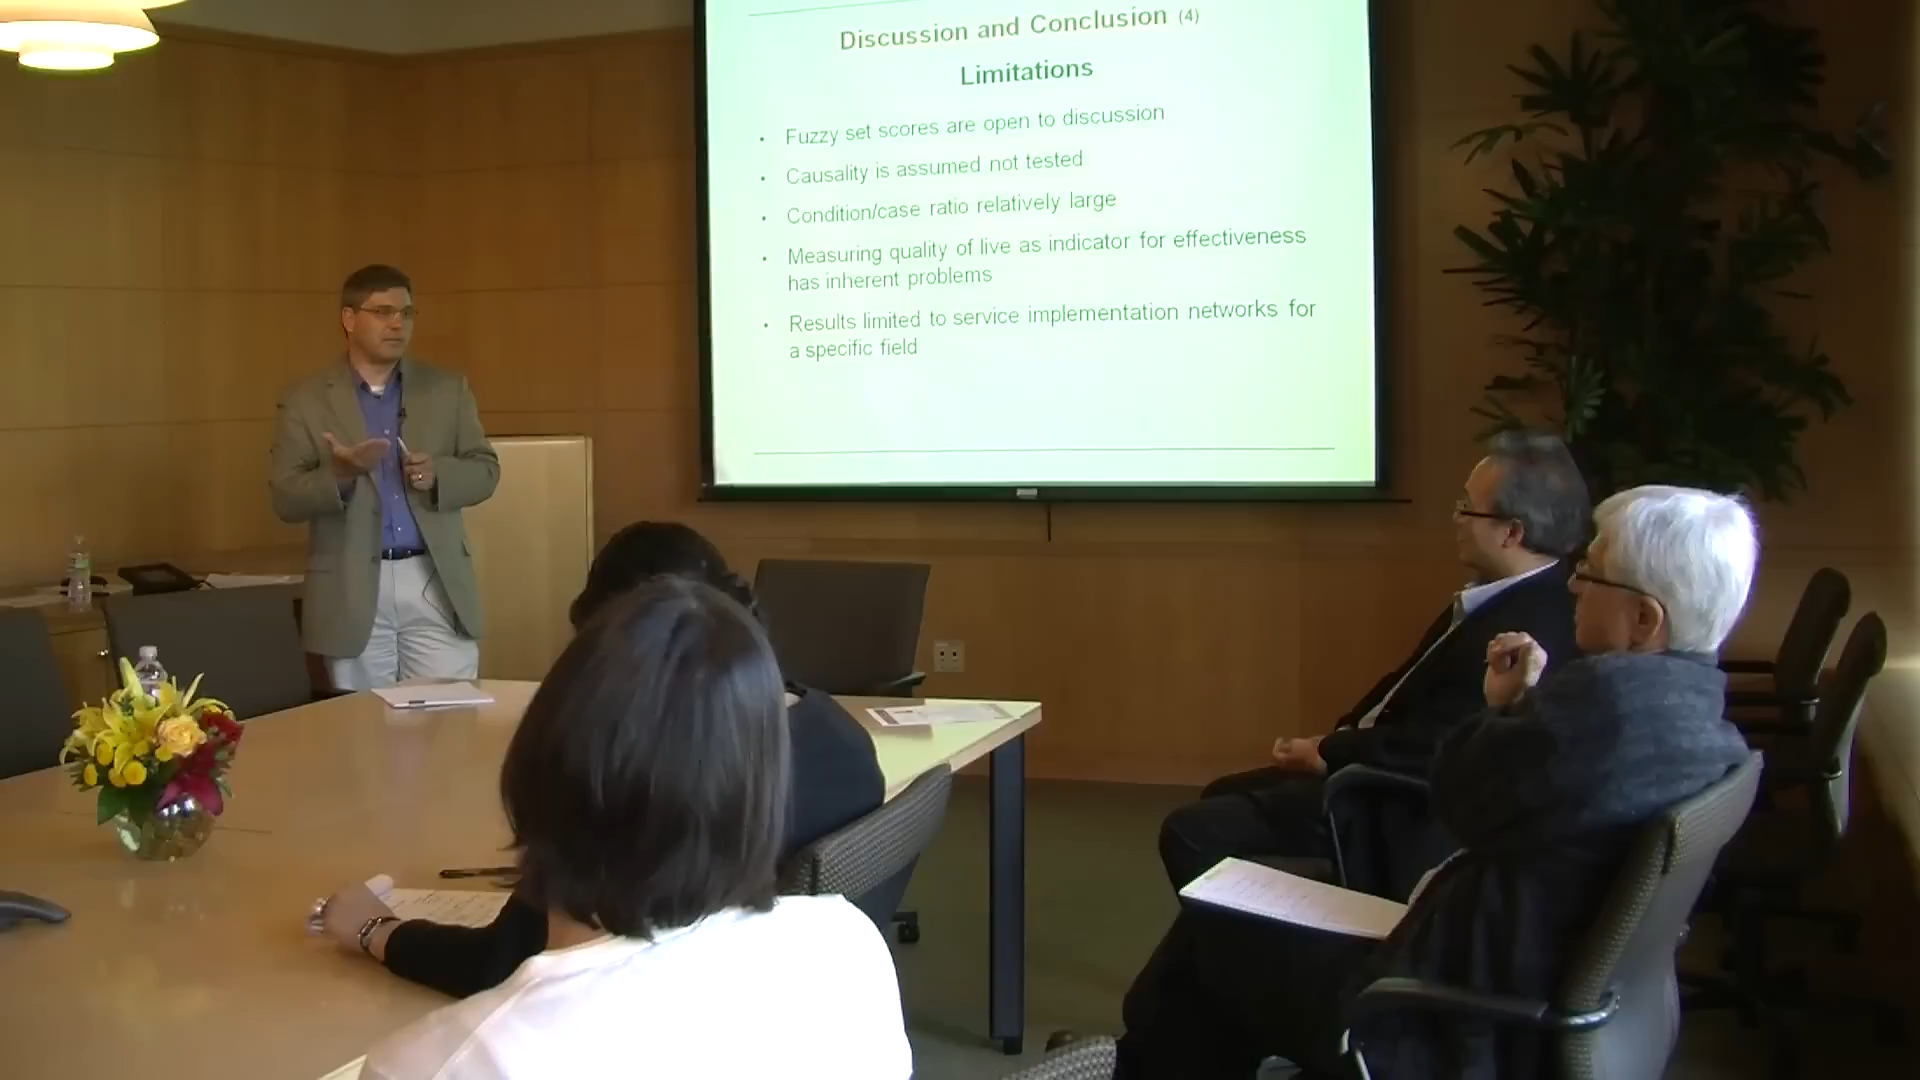 Discussion and Conclusion (4)
Limitations
• Fuzzy set scores are open to discussion
• Causality is assumed not tested
• Condition/case ratio relatively large
• Measuring quality of live as indicator for effectiveness
has inherent problems
• Results limited to service implementation networks for
a specific field